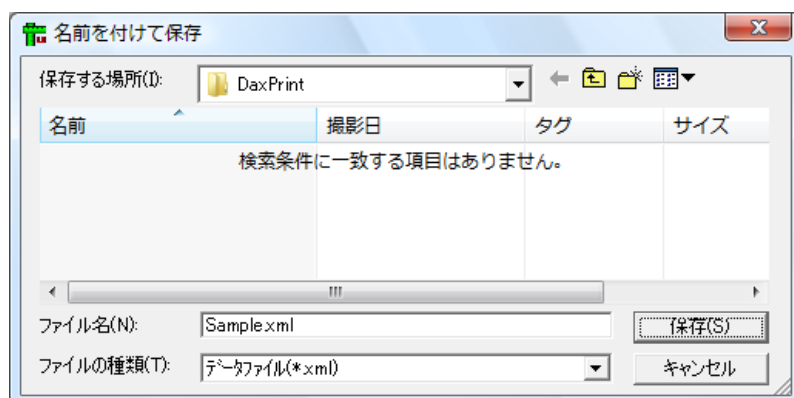 名前を付けて保存
保存する場所(I):
DaxPrint
名前 撮影日 タグ サイズ
検索条件に一致する項目はありません。
ファイル名(N):
Sample.xml
保存(S)
ファイルの種類(T):
ﾃﾞｰﾀﾌｧｲﾙ(*.xml)
キャンセル